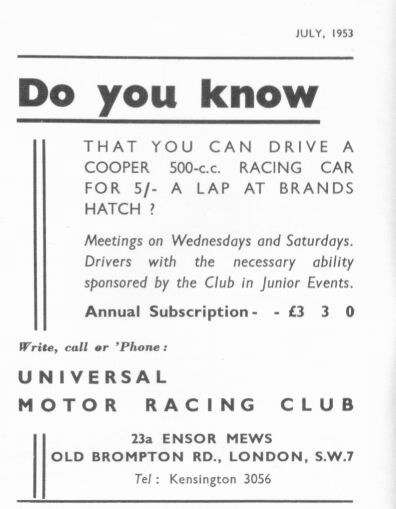 JULY, 1953
Do you know
THAT YOU CAN DRIVE A
COOPER 500-c.c. RACING CAR
FOR 5/- A LAP AT BRANDS
HATCH ?
Meetings on Wednesdays and Saturdays.
Drivers with the necessary ability
sponsored by the Club in Junior Events.
Annual Subscription - - £3 3 0
Write, call or 'Phone :
UNIVERSAL
MOTOR RACING CLUB
23a ENSOR MEWS
OLD BROMPTON RD., LONDON, S.W.7
Tel : Kensington 3056